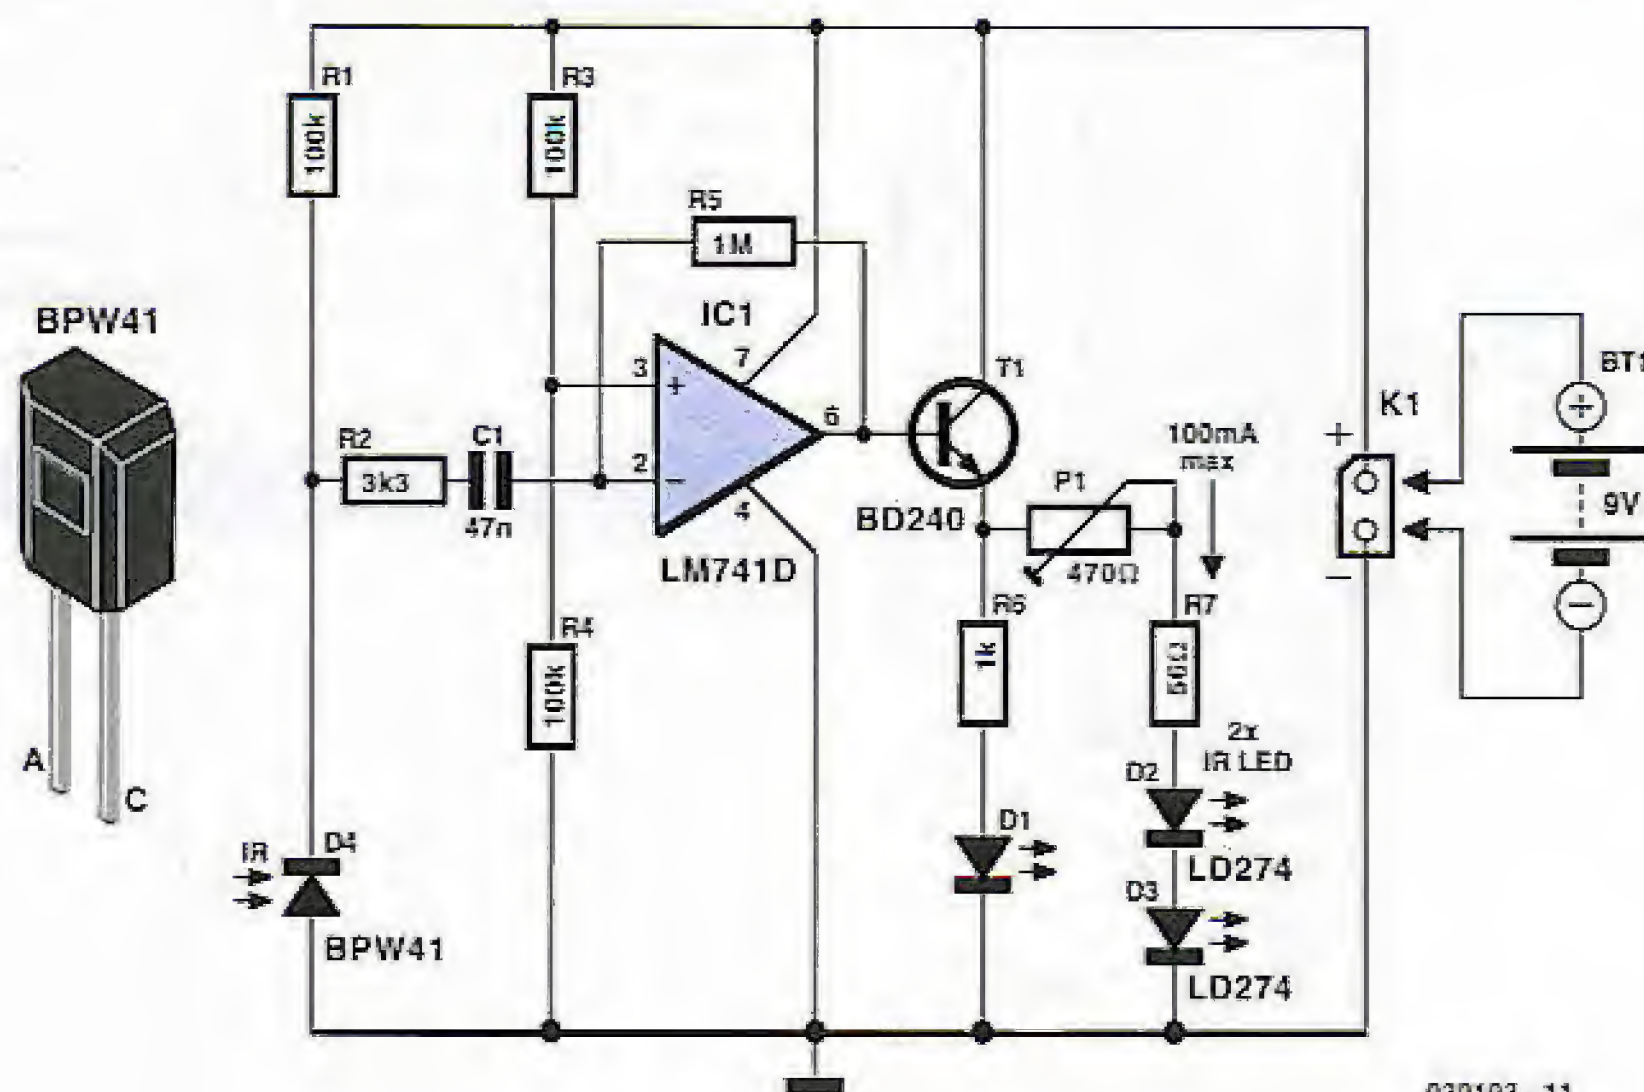 R1
100k
R3
100k
R5
1M
BPW41
IC1
7
3
+
6
T1
2
−
4
LM741D
R2
3k3
C1
47n
BD240
P1
470Ω
100mA
max
K1
+
−
BT1
+
9V
−
R6
1k
R7
R4
100k
2x
IR LED
D2
LD274
D3
LD274
D1
A
C
IR
D4
BPW41